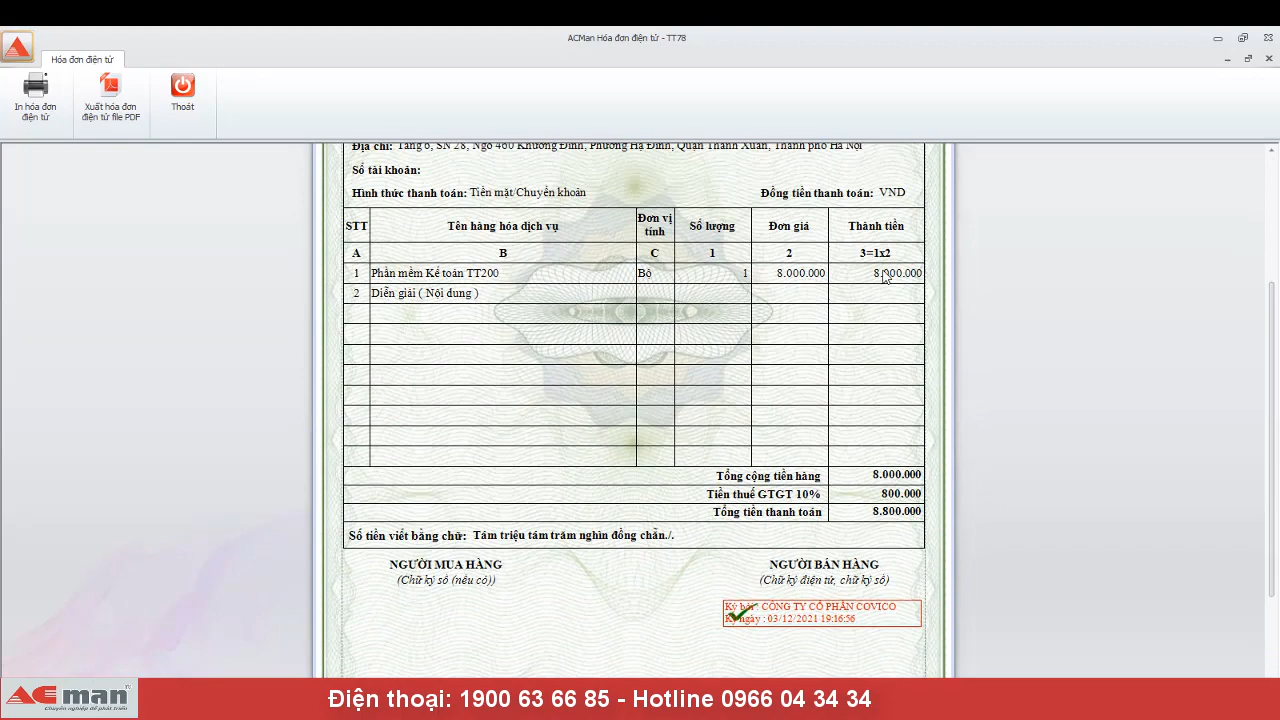 ACMan Hóa đơn điện tử - TT78
Hóa đơn điện tử
In hóa đơn điện tử
Xuất hóa đơn điện tử file PDF
Thoát
Địa chỉ: Tầng 6, SN 28, Ngõ 460 Khương Đình, Phường Hạ Đình, Quận Thanh Xuân, Thành phố Hà Nội
Số tài khoản:
Hình thức thanh toán: Tiền mặt/Chuyển khoản Đồng tiền thanh toán: VND
STT Tên hàng hóa dịch vụ Đơn vị tính Số lượng Đơn giá Thành tiền
A B C 1 2 3=1x2
1 Phần mềm Kế toán TT200 Bộ 1 8.000.000 8.000.000
2 Diễn giải ( Nội dung )
Tổng cộng tiền hàng 8.000.000
Tiền thuế GTGT 10% 800.000
Tổng tiền thanh toán 8.800.000
Số tiền viết bằng chữ: Tám triệu tám trăm nghìn đồng chẵn./.
NGƯỜI MUA HÀNG NGƯỜI BÁN HÀNG
(Chữ ký số (nếu có)) (Chữ ký điện tử, chữ ký số)
Ký bởi : CÔNG TY CỔ PHẦN COVICO
Ký ngày : 03/12/2021 19:16:56
ACman
Chuyên nghiệp để phát triển
Điện thoại: 1900 63 66 85 - Hotline 0966 04 34 34